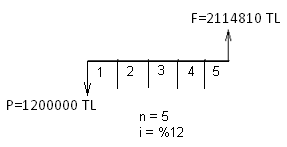 F=2114810 TL
1 2 3 4 5
P=1200000 TL
n = 5
i = %12